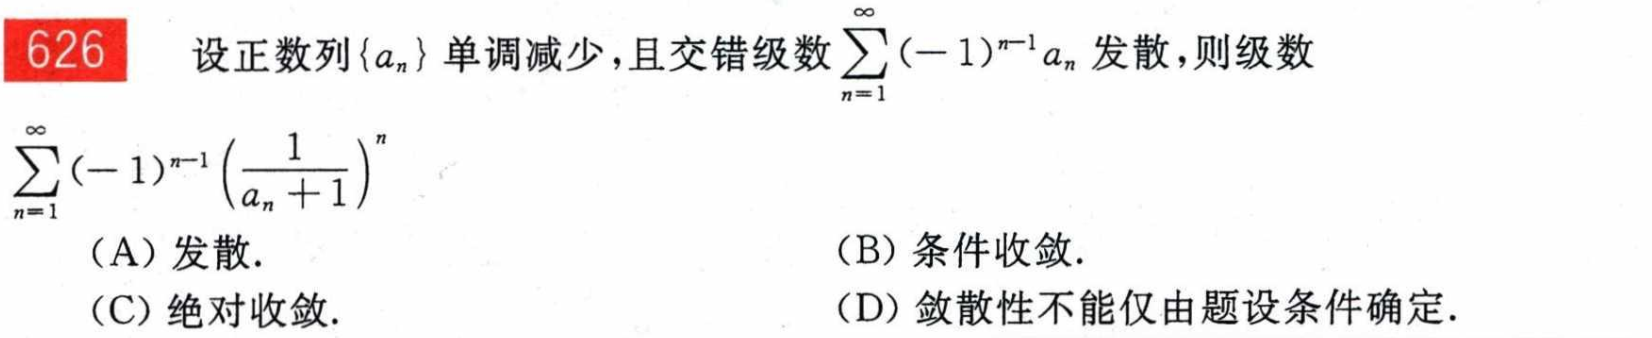 626 设正数列{aₙ} 单调减少,且交错级数 $\sum_{n=1}^{\infty}(-1)^{n-1}a_n$ 发散,则级数
$\sum_{n=1}^{\infty}(-1)^{n-1}\left(\frac{1}{a_n+1}\right)^n$
(A) 发散. (B) 条件收敛.
(C) 绝对收敛. (D) 敛散性不能仅由题设条件确定.